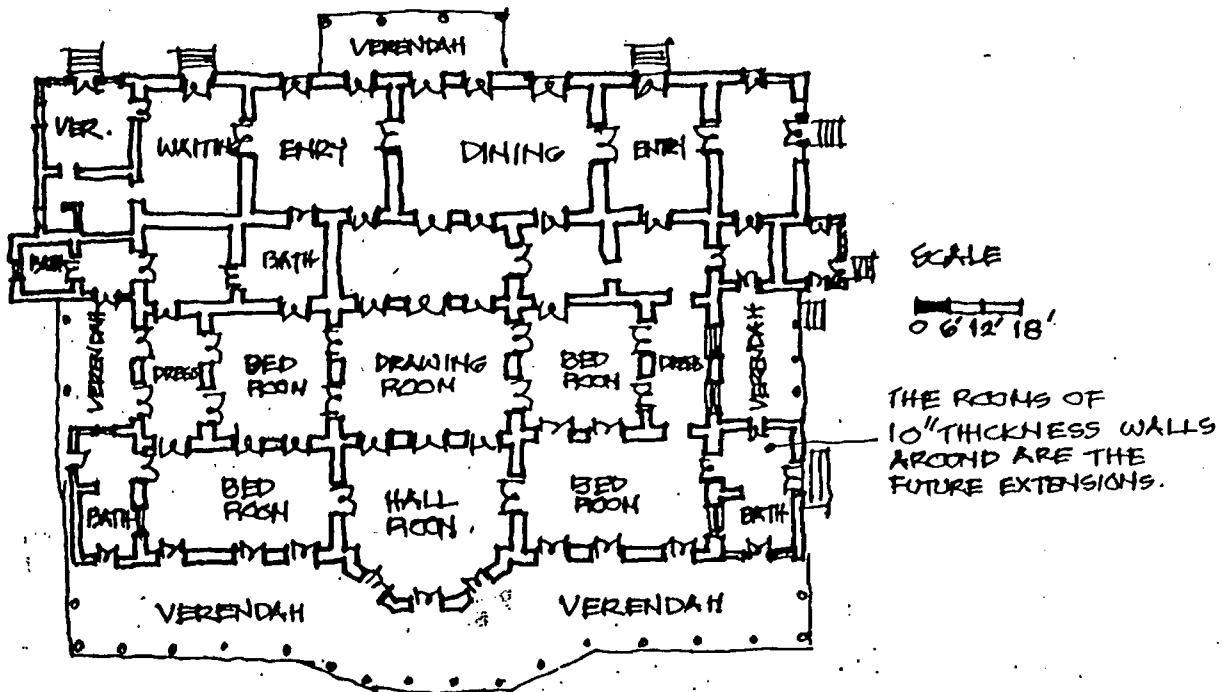 VERENDAH
VER.
WAITIN
ENRY
DINING
ENTRY
BATH
BATH
SCALE
0 6' 12' 18'
VERENDAH
DRESS
BED
ROOM
DRAWING
ROOM
BED
ROOM
DRESS
VERENDAH
THE ROOMS OF
10" THICKNESS WALLS
AROUND ARE THE
FUTURE EXTENSIONS.
BATH
BED
ROOM
HALL
ROOM
BED
ROOM
BATH
VERENDAH
VERENDAH